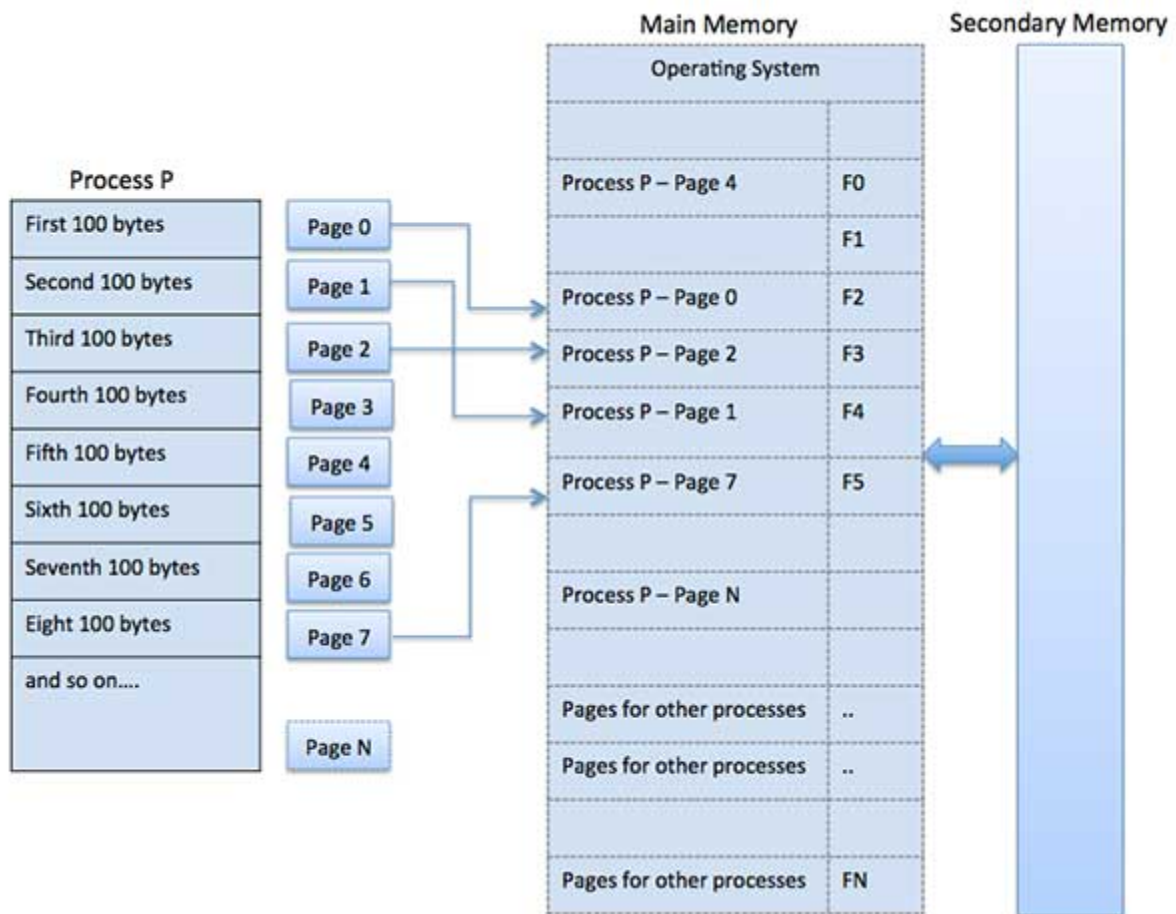 Main Memory
Secondary Memory
Operating System
Process P
Process P – Page 4 F0
First 100 bytes Page 0
F1
Second 100 bytes Page 1
Process P – Page 0 F2
Third 100 bytes Page 2
Process P – Page 2 F3
Fourth 100 bytes Page 3
Process P – Page 1 F4
Fifth 100 bytes Page 4
Process P – Page 7 F5
Sixth 100 bytes Page 5
Seventh 100 bytes Page 6
Process P – Page N
Eight 100 bytes Page 7
and so on....
Pages for other processes ..
Page N
Pages for other processes ..
Pages for other processes FN